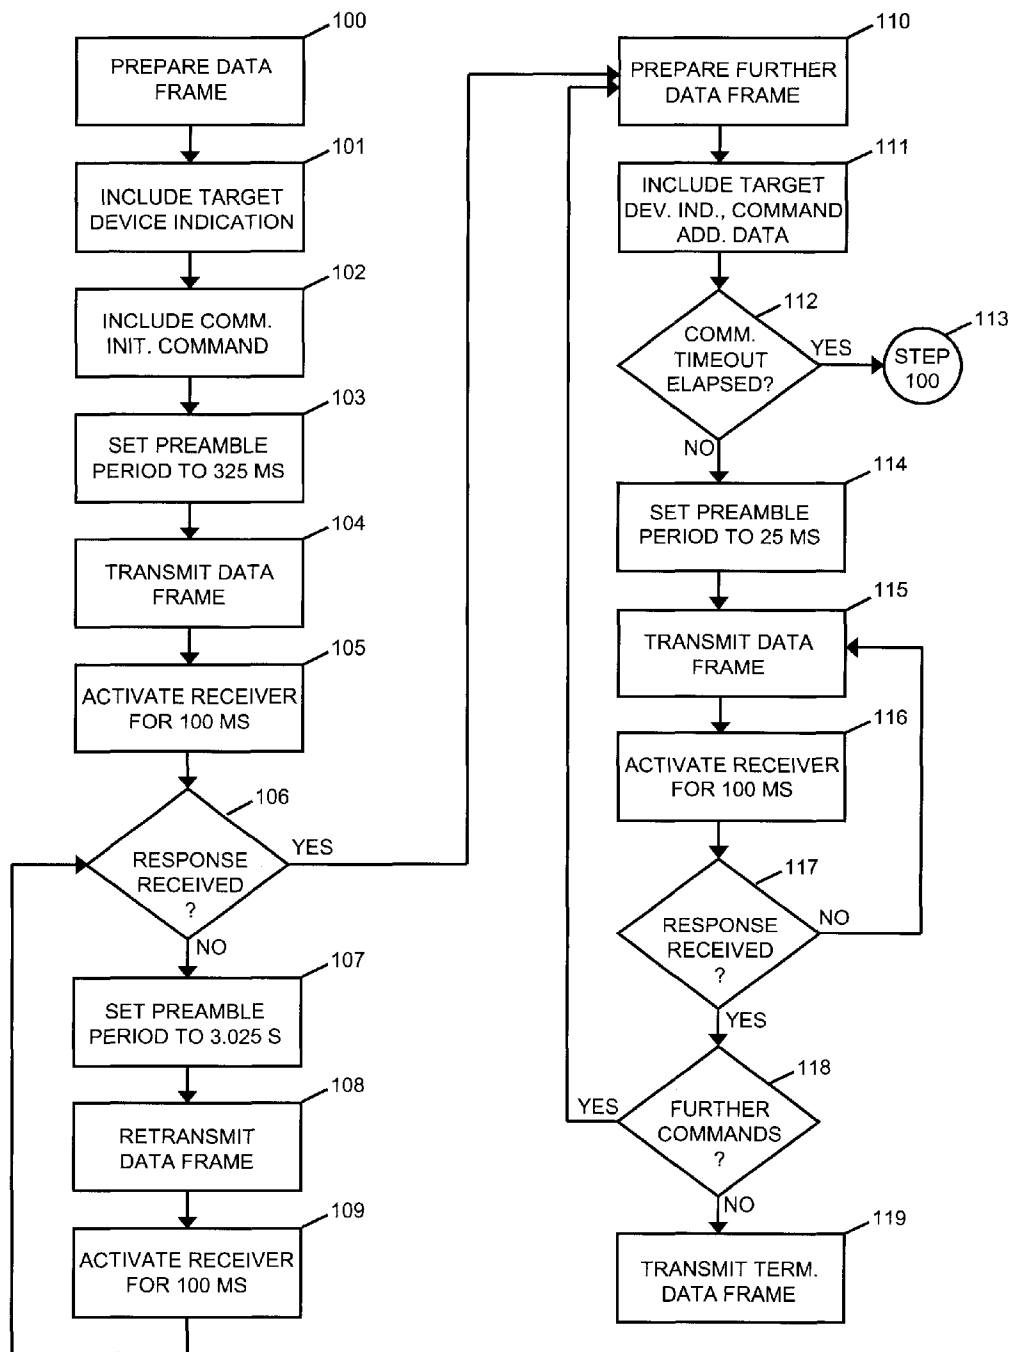 100
PREPARE DATA
FRAME
101
INCLUDE TARGET
DEVICE INDICATION
102
INCLUDE COMM.
INIT. COMMAND
103
SET PREAMBLE
PERIOD TO 325 MS
104
TRANSMIT DATA
FRAME
105
ACTIVATE RECEIVER
FOR 100 MS
106
RESPONSE
RECEIVED
?
YES
NO
107
SET PREAMBLE
PERIOD TO 3.025 S
108
RETRANSMIT
DATA FRAME
109
ACTIVATE RECEIVER
FOR 100 MS
110
PREPARE FURTHER
DATA FRAME
111
INCLUDE TARGET
DEV. IND., COMMAND
ADD. DATA
112
COMM.
TIMEOUT
ELAPSED?
YES
113
STEP
100
NO
114
SET PREAMBLE
PERIOD TO 25 MS
115
TRANSMIT DATA
FRAME
116
ACTIVATE RECEIVER
FOR 100 MS
117
RESPONSE
RECEIVED
?
NO
YES
118
FURTHER
COMMANDS
?
YES
NO
119
TRANSMIT TERM.
DATA FRAME